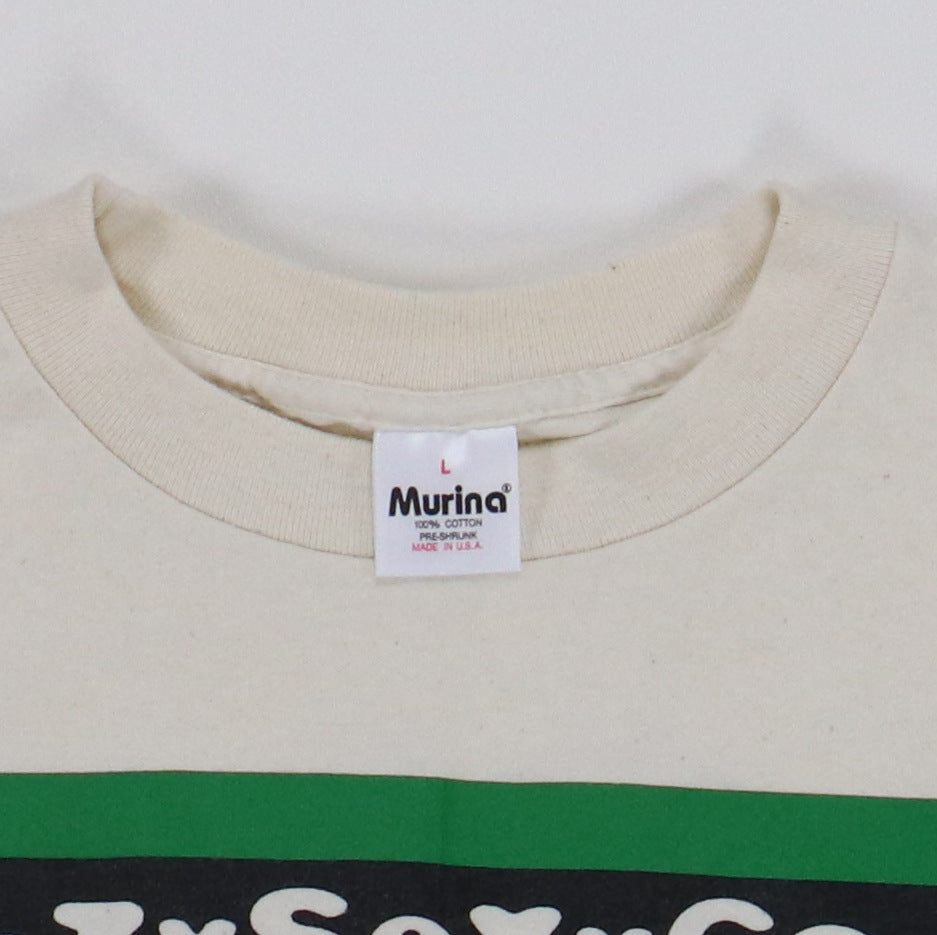 L
Murina®
100% COTTON
PRE-SHRUNK
MADE IN U.S.A.